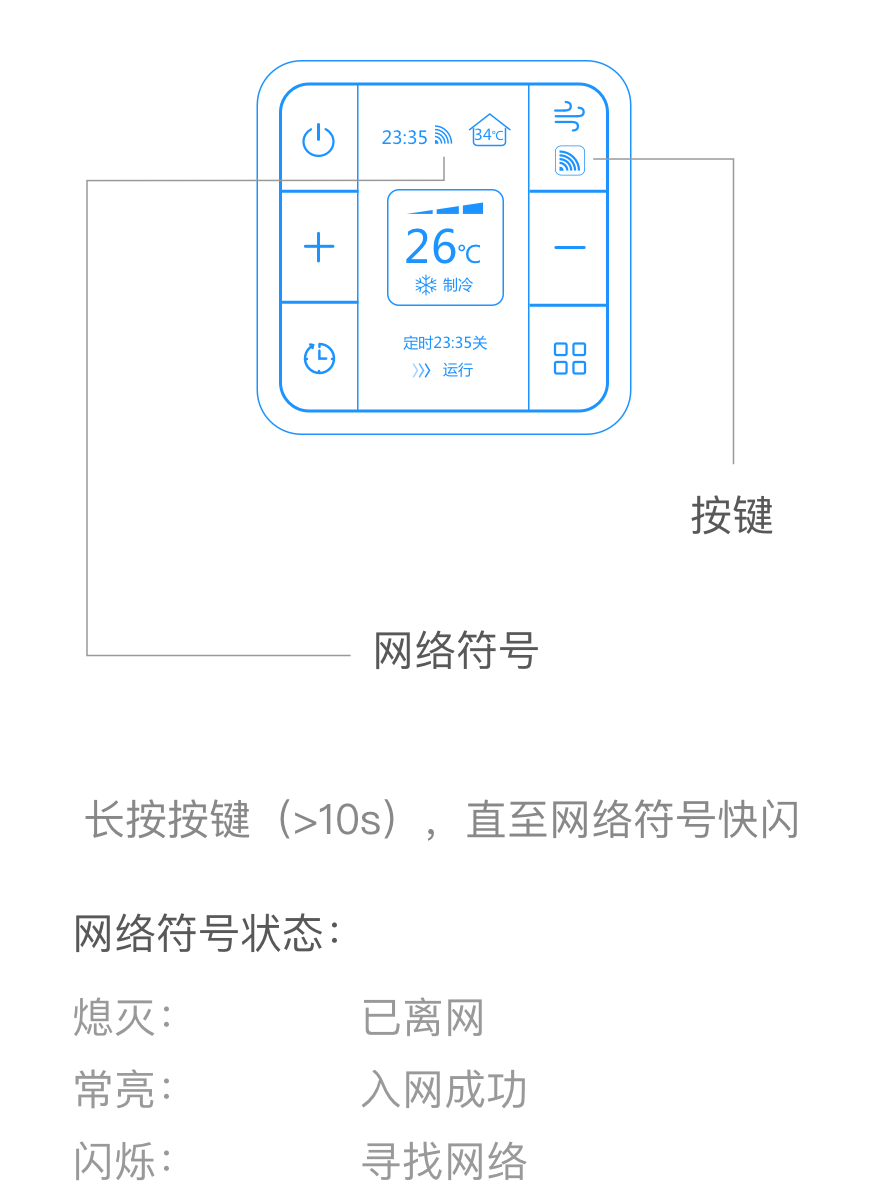 23:35
34℃
26℃
制冷
定时23:35关
运行
按键
网络符号
长按按键（>10s），直至网络符号快闪
网络符号状态：
熄灭： 已离网
常亮： 入网成功
闪烁： 寻找网络